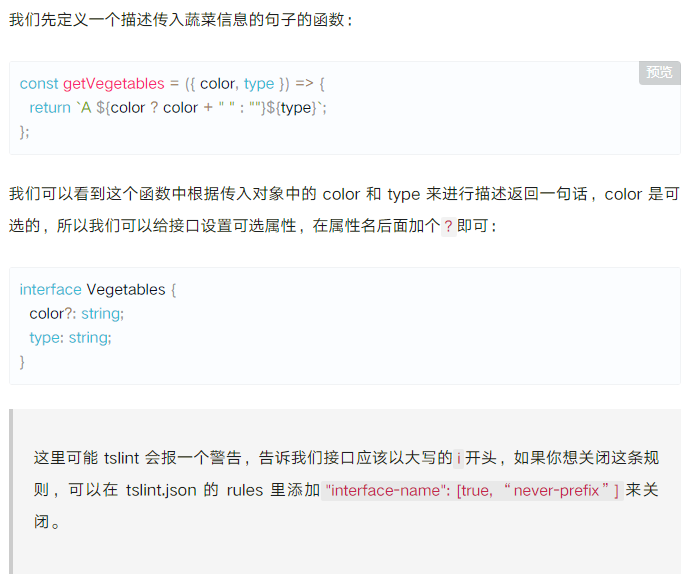 我们先定义一个描述传入蔬菜信息的句子的函数：
预览
const getVegetables = ({ color, type }) => {
  return `A ${color ? color + " " : ""}${type}`;
};
我们可以看到这个函数中根据传入对象中的 color 和 type 来进行描述返回一句话，color 是可
选的，所以我们可以给接口设置可选属性，在属性名后面加个?即可：
interface Vegetables {
  color?: string;
  type: string;
}
这里可能 tslint 会报一个警告，告诉我们接口应该以大写的i开头，如果你想关闭这条规
则，可以在 tslint.json 的 rules 里添加"interface-name": [true, “never-prefix”]来关
闭。